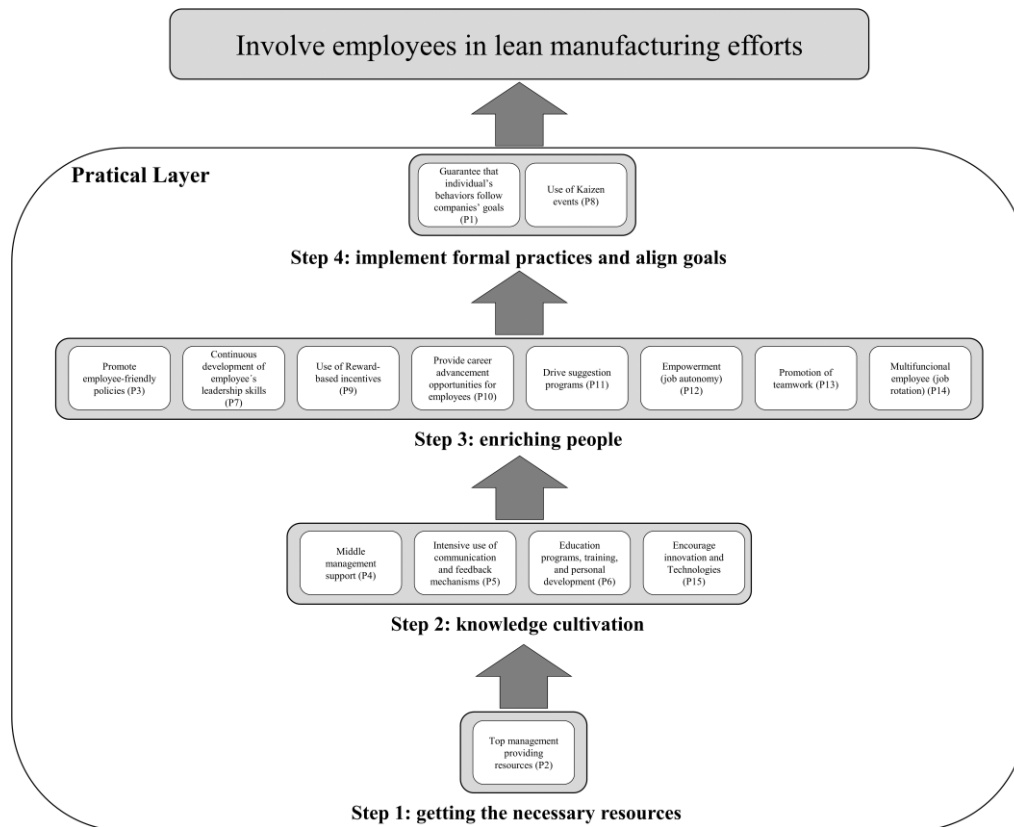 Involve employees in lean manufacturing efforts
Pratical Layer
Guarantee that
individual's
behaviors follow
companies' goals
(P1)
Use of Kaizen
events (P8)
Step 4: implement formal practices and align goals
Promote
employee-friendly
policies (P3)
Continuous
development of
employee´s
leadership skills
(P7)
Use of Reward-
based incentives
(P9)
Provide career
advancement
opportunities for
employees (P10)
Drive suggestion
programs (P11)
Empowerment
(job autonomy)
(P12)
Promotion of
teamwork (P13)
Multifuncional
employee (job
rotation) (P14)
Step 3: enriching people
Middle
management
support (P4)
Intensive use of
communication
and feedback
mechanisms (P5)
Education
programs, training,
and personal
development (P6)
Encourage
innovation and
Technologies
(P15)
Step 2: knowledge cultivation
Top management
providing
resources (P2)
Step 1: getting the necessary resources